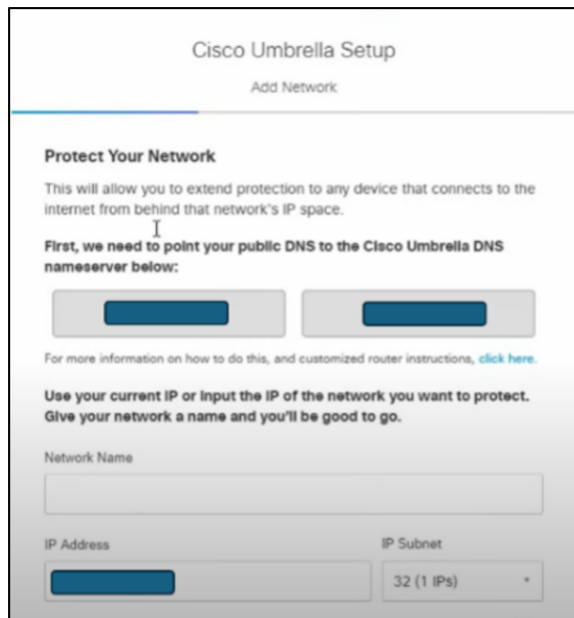 Cisco Umbrella Setup
Add Network
Protect Your Network
This will allow you to extend protection to any device that connects to the
internet from behind that network's IP space.
First, we need to point your public DNS to the Cisco Umbrella DNS
nameserver below:
For more information on how to do this, and customized router instructions, click here.
Use your current IP or input the IP of the network you want to protect.
Give your network a name and you'll be good to go.
Network Name
IP Address IP Subnet
32 (1 IPs)